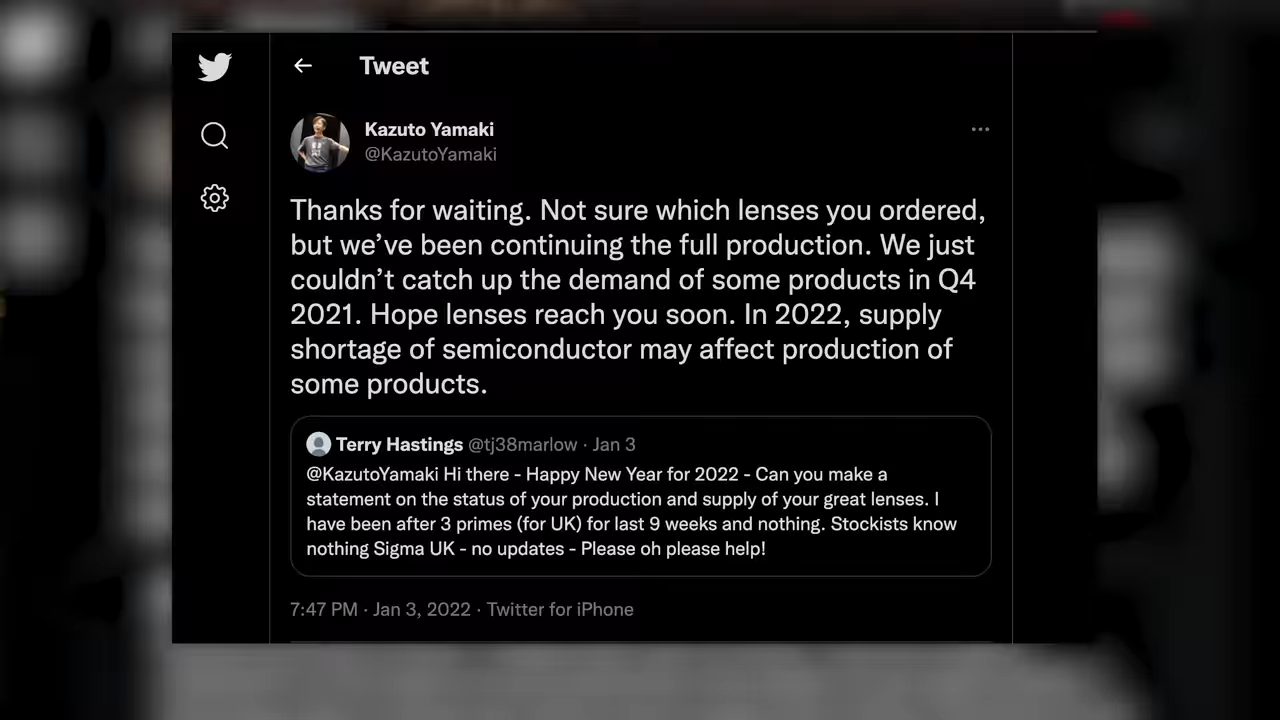 Tweet
Kazuto Yamaki
@KazutoYamaki
Thanks for waiting. Not sure which lenses you ordered,
but we’ve been continuing the full production. We just
couldn’t catch up the demand of some products in Q4
2021. Hope lenses reach you soon. In 2022, supply
shortage of semiconductor may affect production of
some products.
Terry Hastings @tj38marlow · Jan 3
@KazutoYamaki Hi there - Happy New Year for 2022 - Can you make a
statement on the status of your production and supply of your great lenses. I
have been after 3 primes (for UK) for last 9 weeks and nothing. Stockists know
nothing Sigma UK - no updates - Please oh please help!
7:47 PM · Jan 3, 2022 · Twitter for iPhone